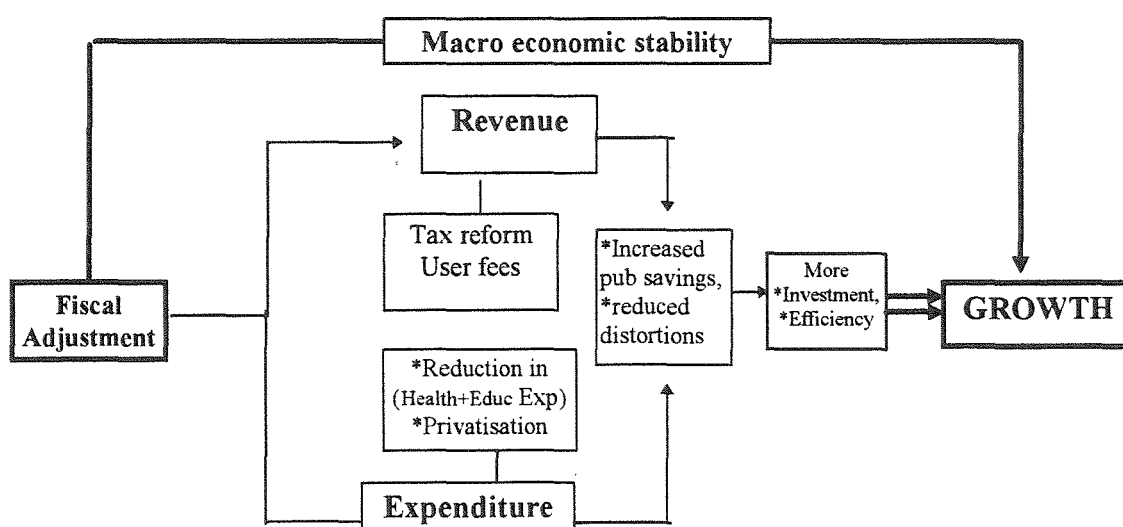 Macro economic stability
Revenue
Tax reform
User fees
Fiscal
Adjustment
*Reduction in
(Health+Educ Exp)
*Privatisation
Expenditure
*Increased
pub savings,
*reduced
distortions
More
*Investment,
*Efficiency
GROWTH